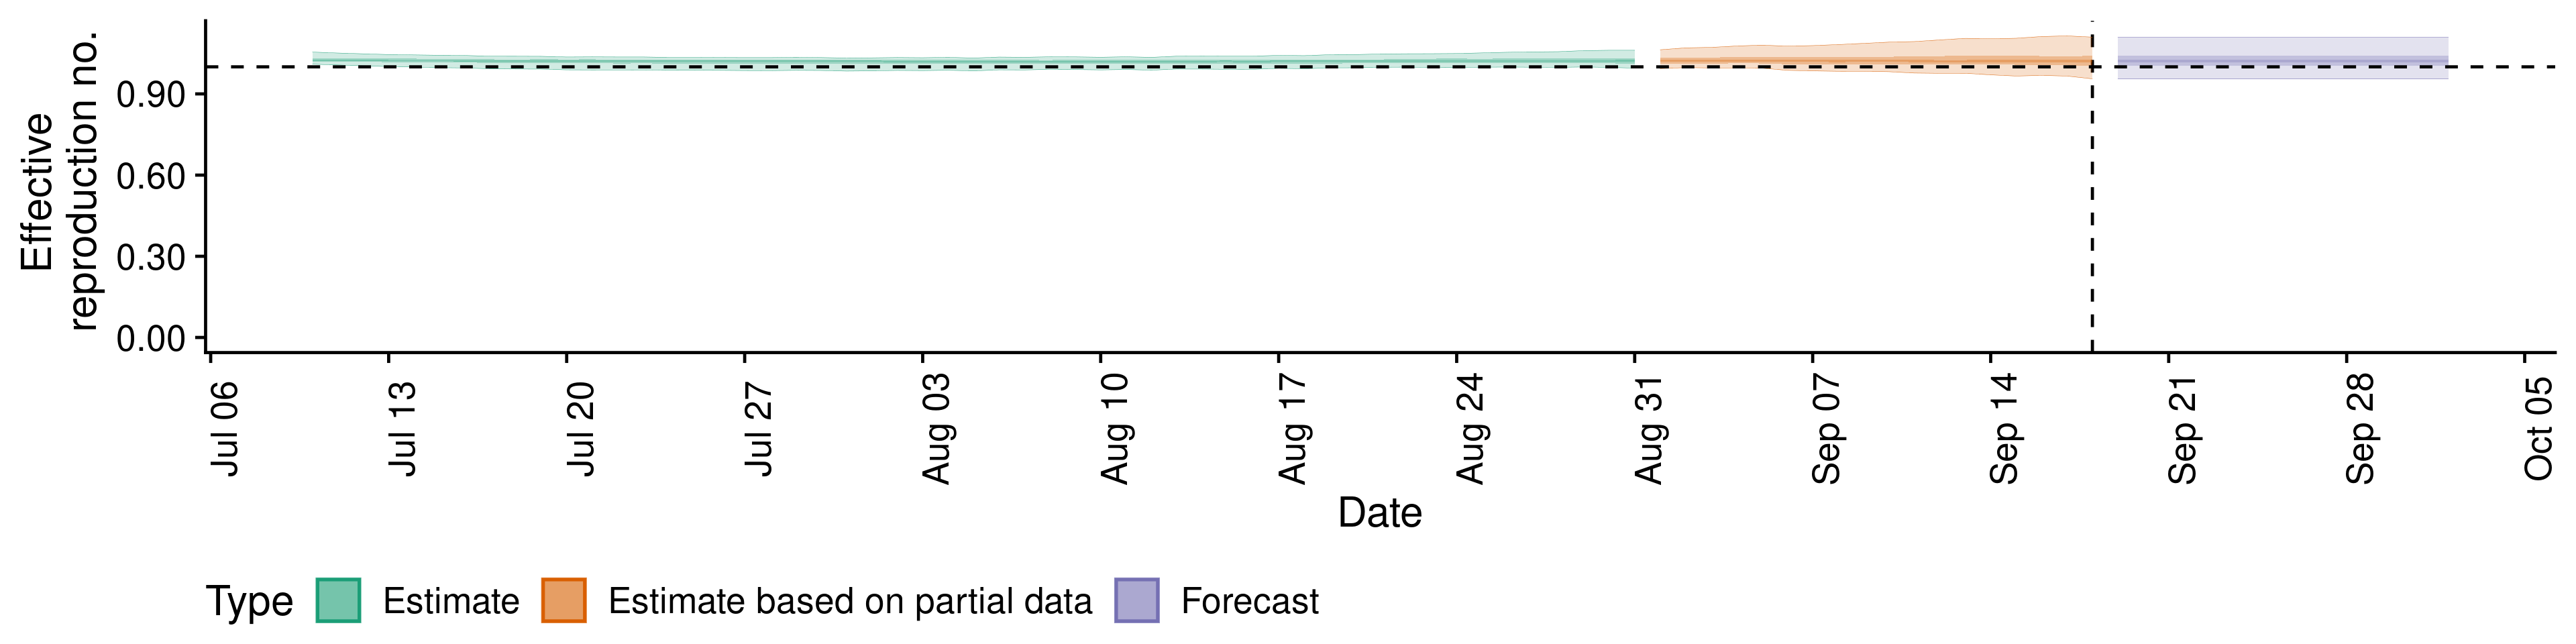 Effective
reproduction no.
0.90
0.60
0.30
0.00
Jul 06
Jul 13
Jul 20
Jul 27
Aug 03
Aug 10
Aug 17
Aug 24
Aug 31
Sep 07
Sep 14
Sep 21
Sep 28
Oct 05
Date
Type Estimate Estimate based on partial data Forecast